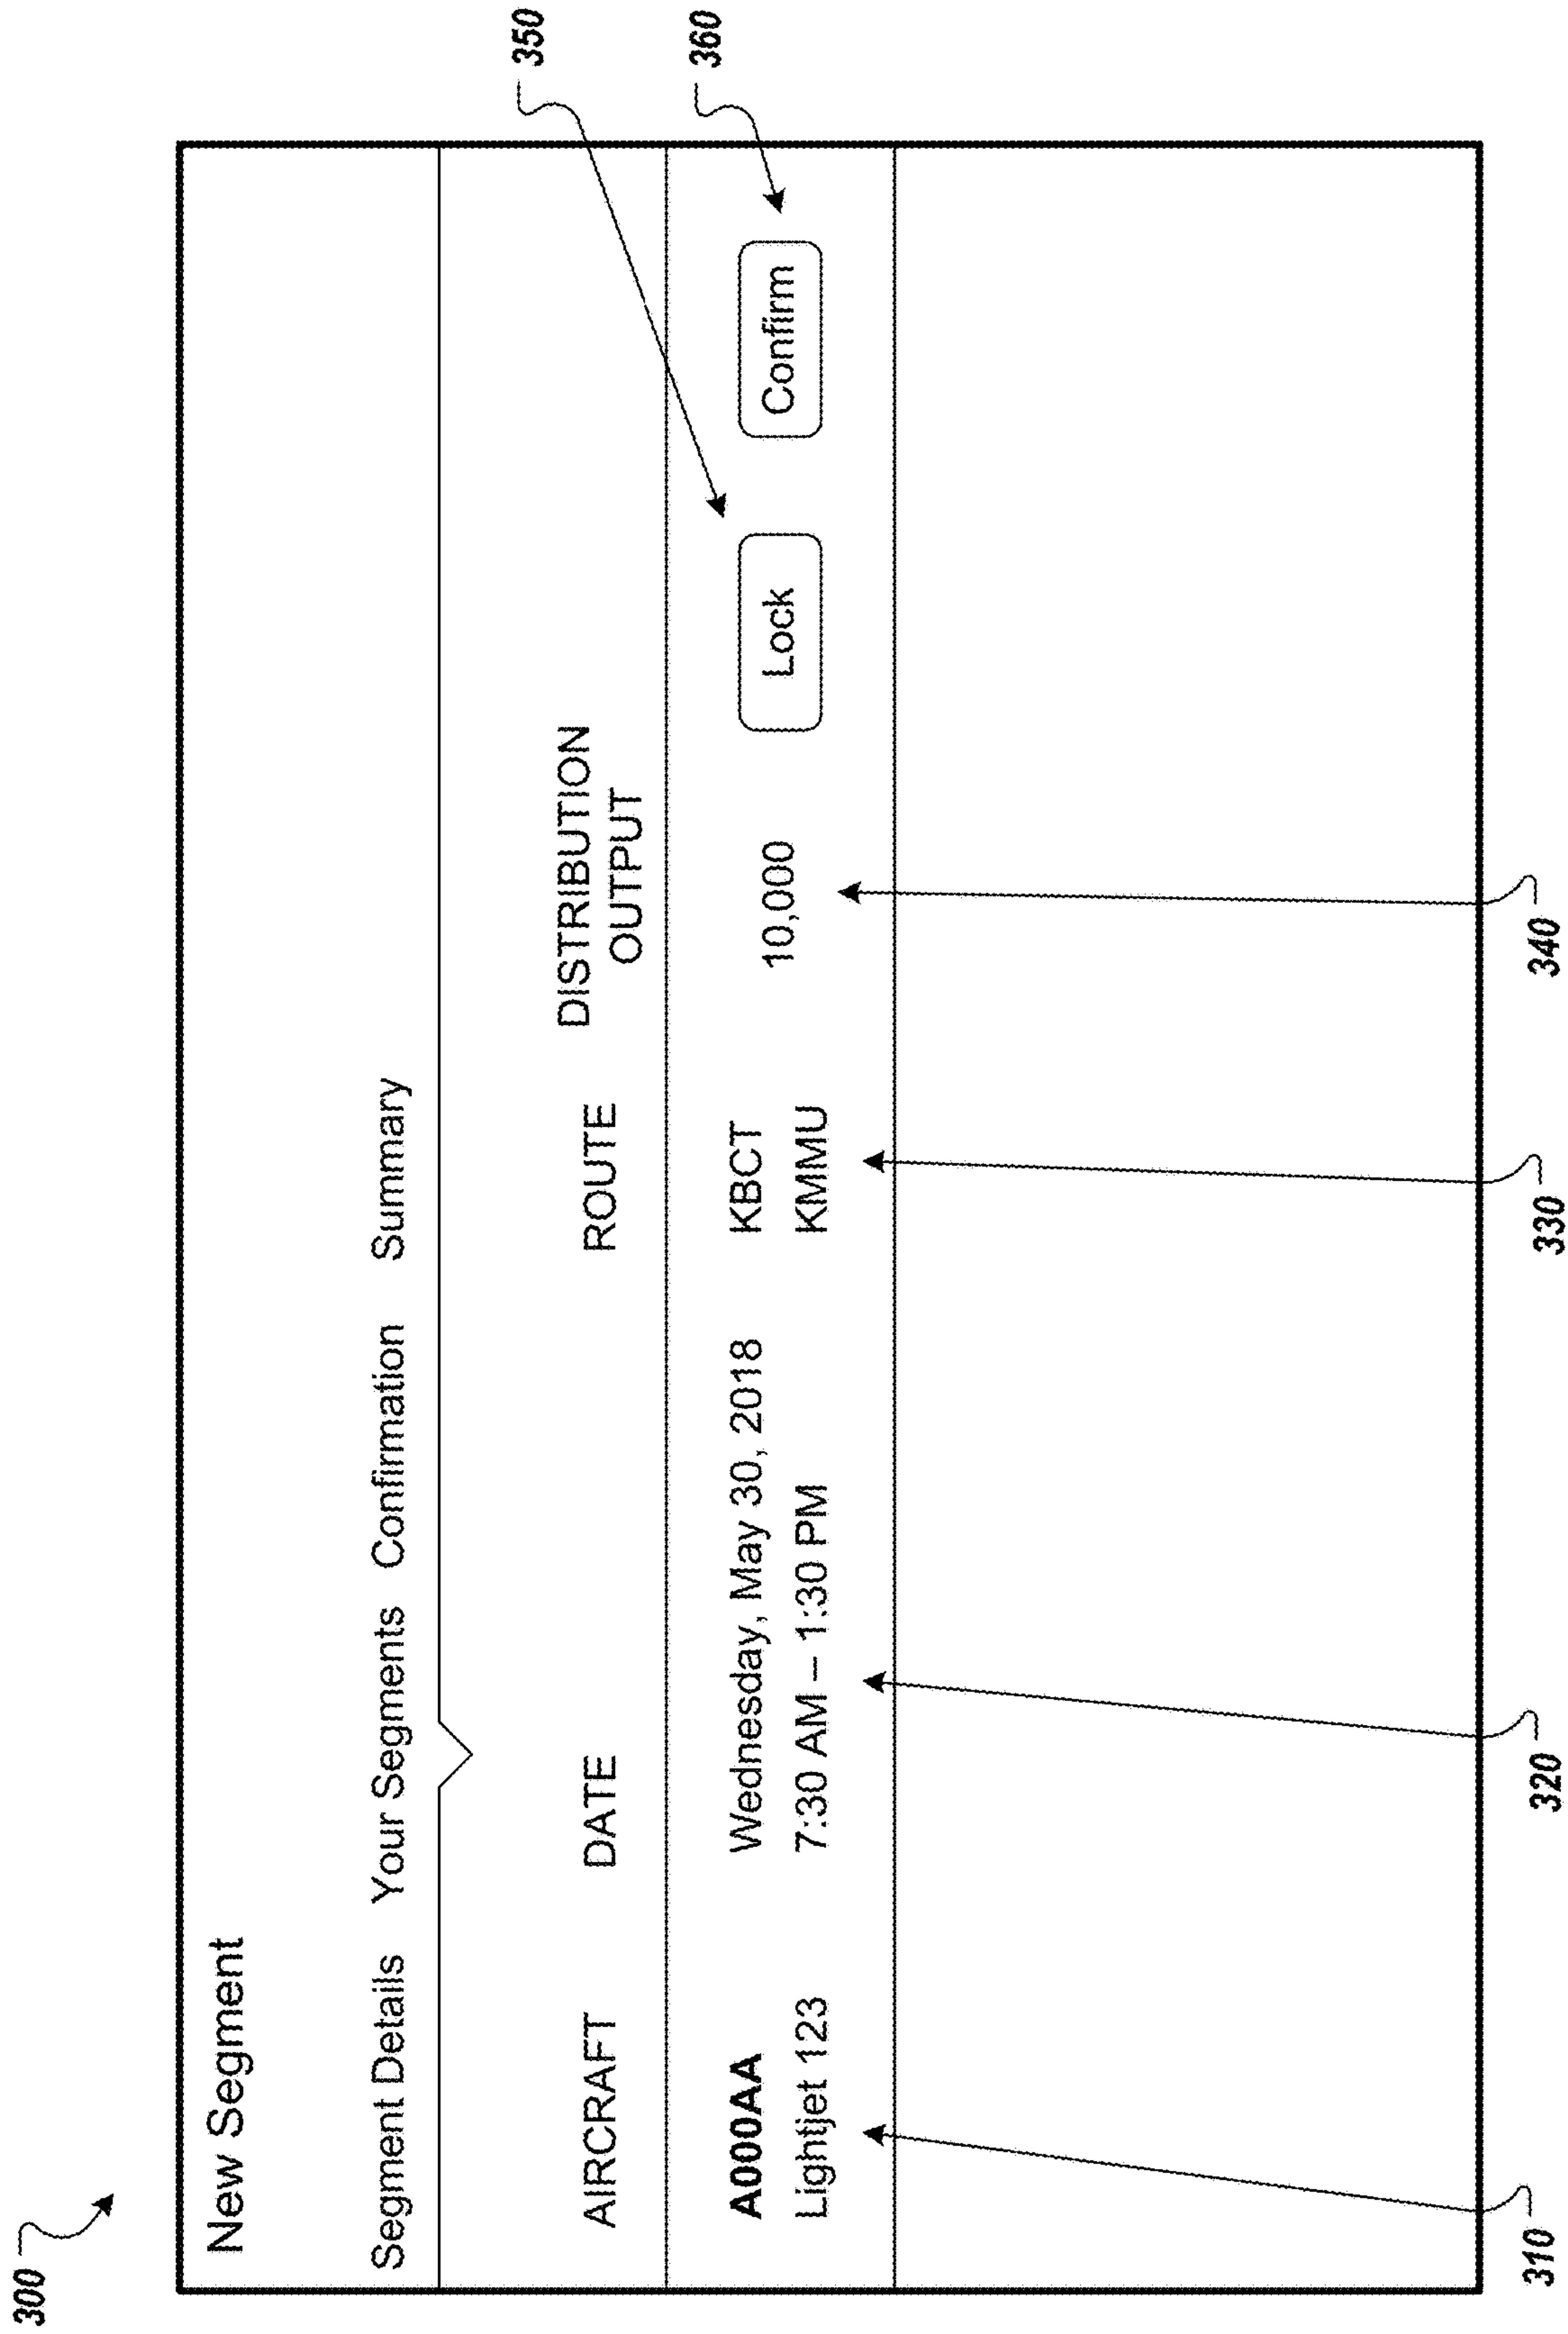 300
New Segment
Segment Details Your Segments Confirmation Summary
350
360
AIRCRAFT DATE ROUTE DISTRIBUTION
OUTPUT
A000AA Wednesday, May 30, 2018 KBCT 10,000 Lock Confirm
Lightjet 123 7:30 AM – 1:30 PM KMMU
310 320 330 340